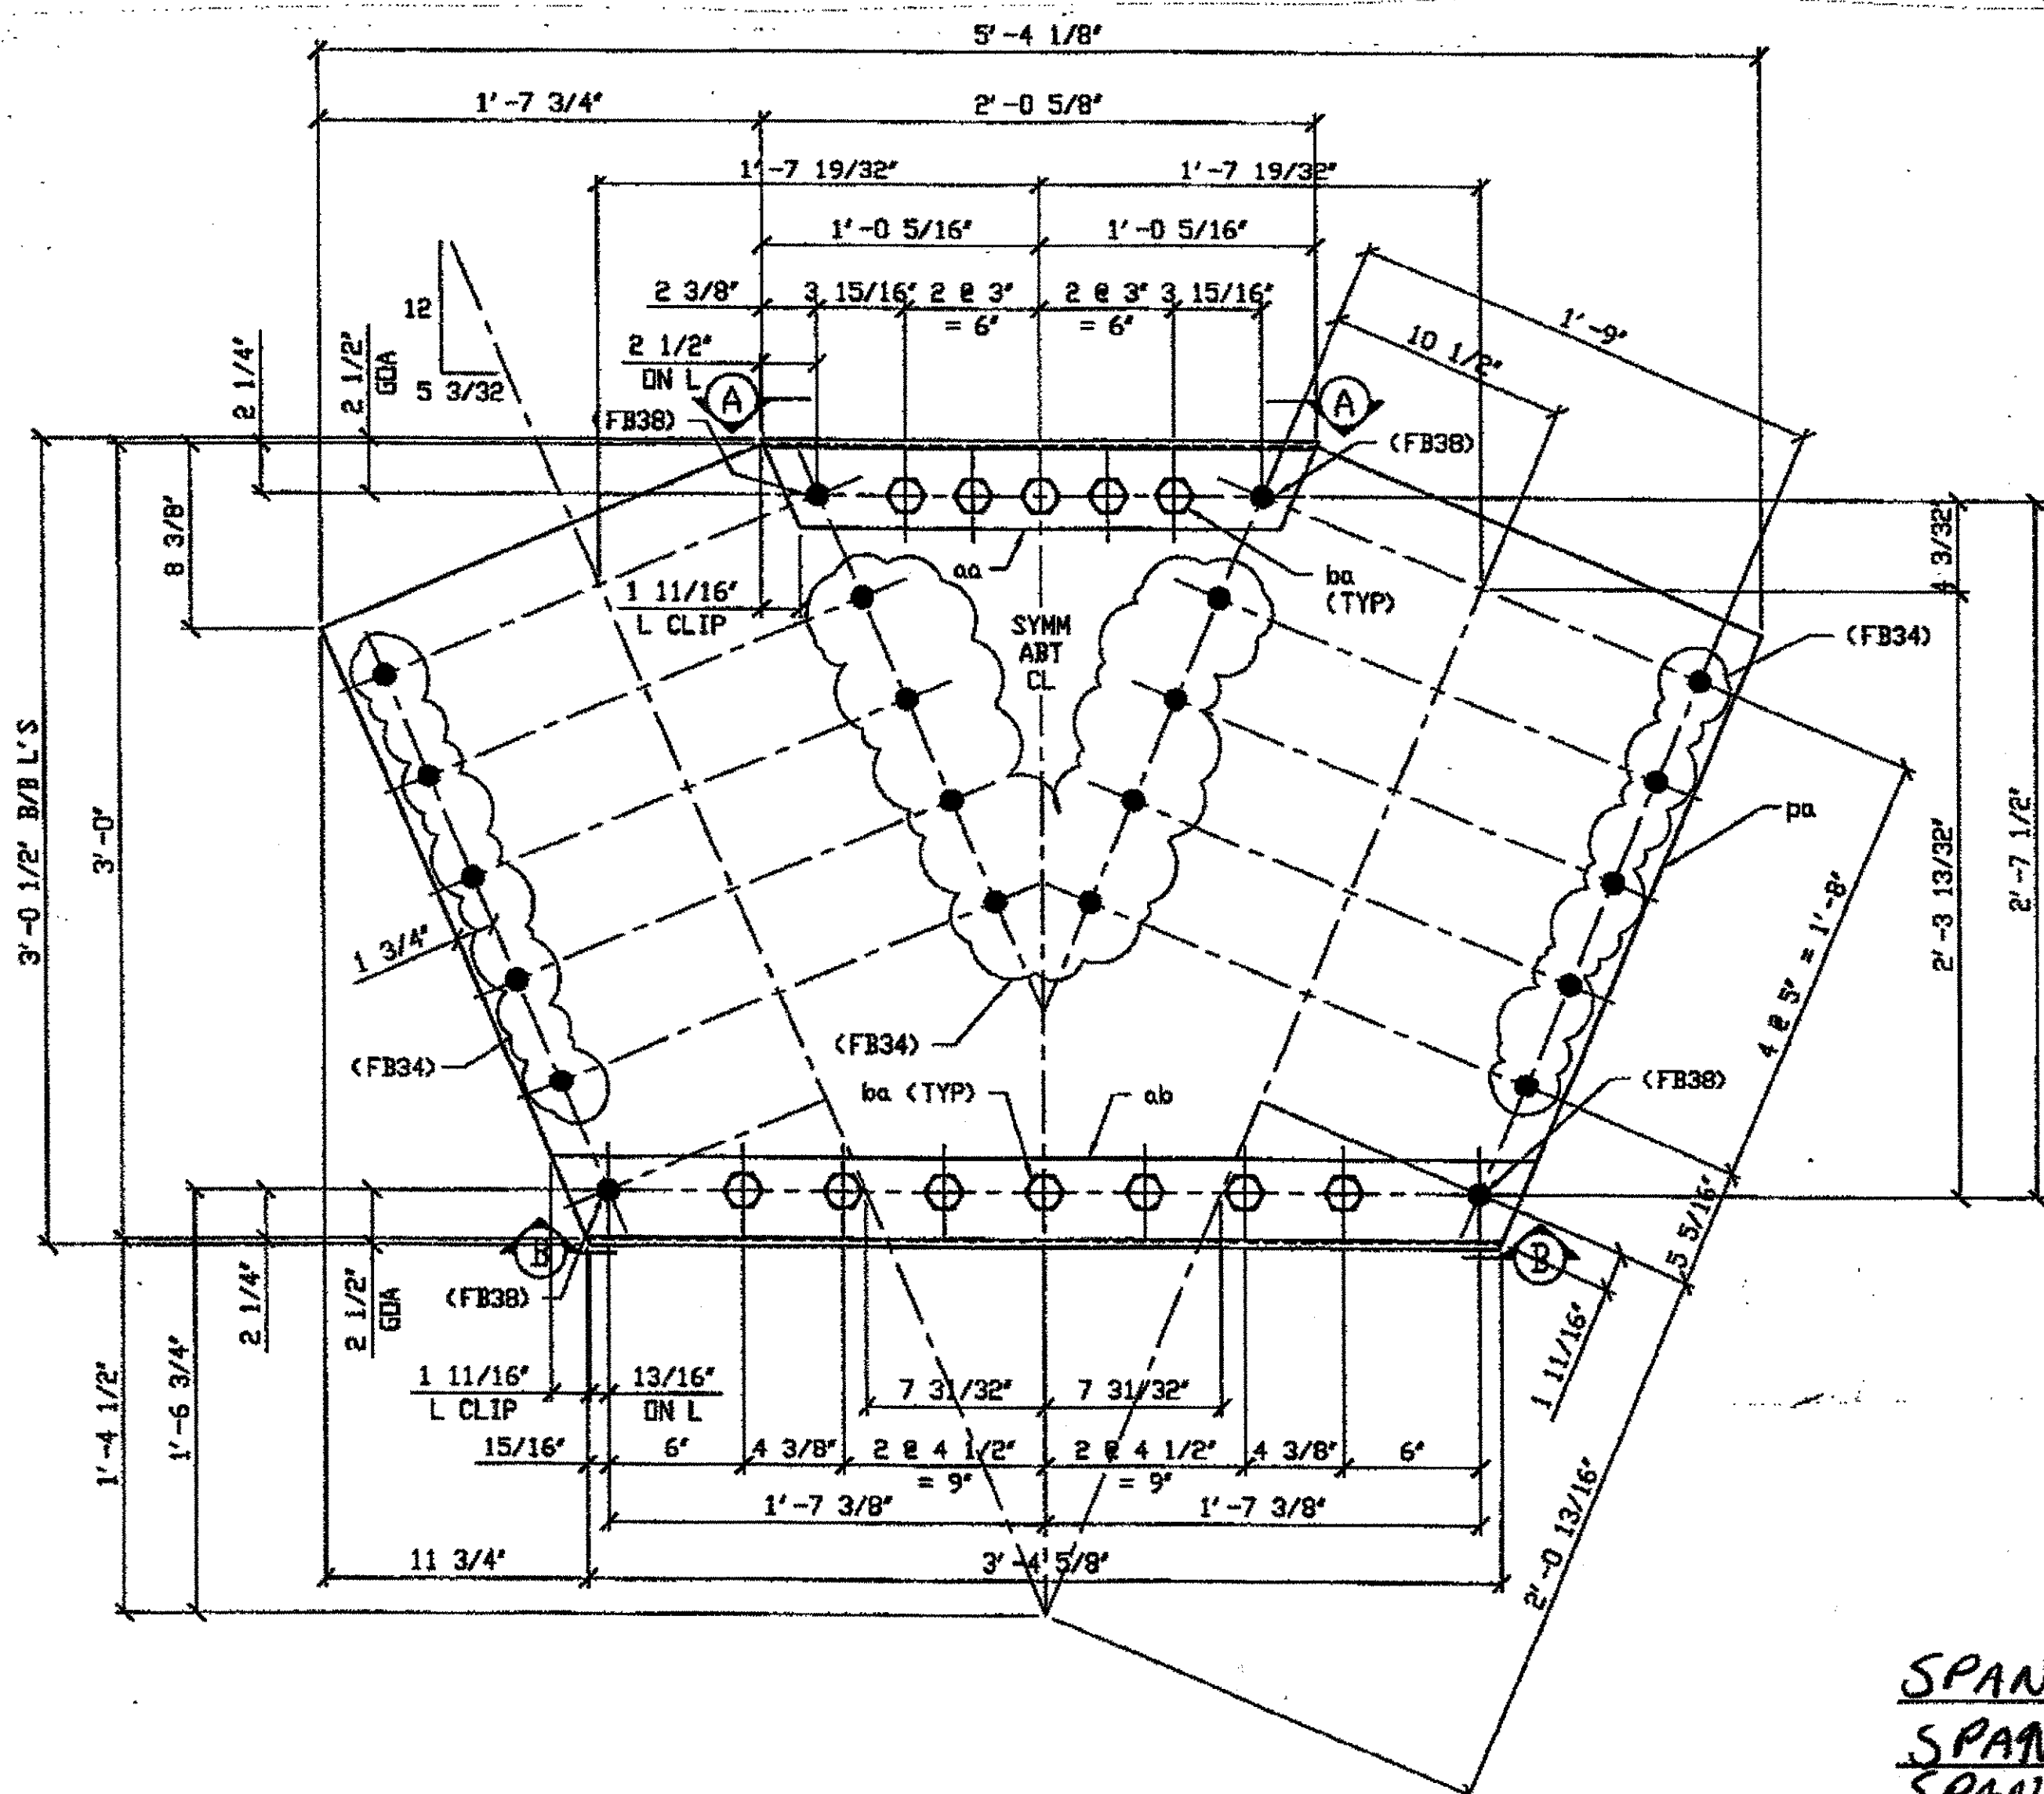 5'-4 1/8"
1'-7 3/4"
2'-0 5/8"
1'-7 19/32"
1'-7 19/32"
1'-0 5/16"
1'-0 5/16"
2 3/8"
3 15/16"
2 @ 3"
= 6"
2 @ 3"
= 6"
3 15/16"
12
5 3/32
2 1/4"
2 1/2"
GOA
2 1/2"
ON L
A
A
(FB38)
(FB38)
1'-9"
10 1/2"
8 3/8"
1 11/16"
L CLIP
aa
SYMM
ABT
CL
ba
(TYP)
(FB34)
4 3/32"
3'-0 1/2" B/B L'S
3'-0"
pa
2'-3 13/32"
2'-7 1/2"
4 @ 5" = 1'-8"
1 3/4"
(FB34)
(FB34)
ba (TYP)
ab
(FB38)
5 5/16"
B
B
(FB38)
2 1/4"
2 1/2"
GOA
1'-4 1/2"
1'-6 3/4"
1 11/16"
L CLIP
13/16"
ON L
7 31/32"
7 31/32"
1 11/16"
15/16"
6"
4 3/8"
2 @ 4 1/2"
= 9"
2 @ 4 1/2"
= 9"
4 3/8"
6"
1'-7 3/8"
1'-7 3/8"
11 3/4"
3'-4 5/8"
2'-0 13/16"
SPAN
SPAN
SPAN